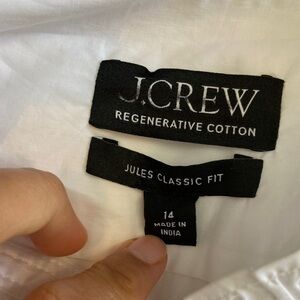 J.CREW
REGENERATIVE COTTON
JULES CLASSIC FIT
14
MADE IN
INDIA